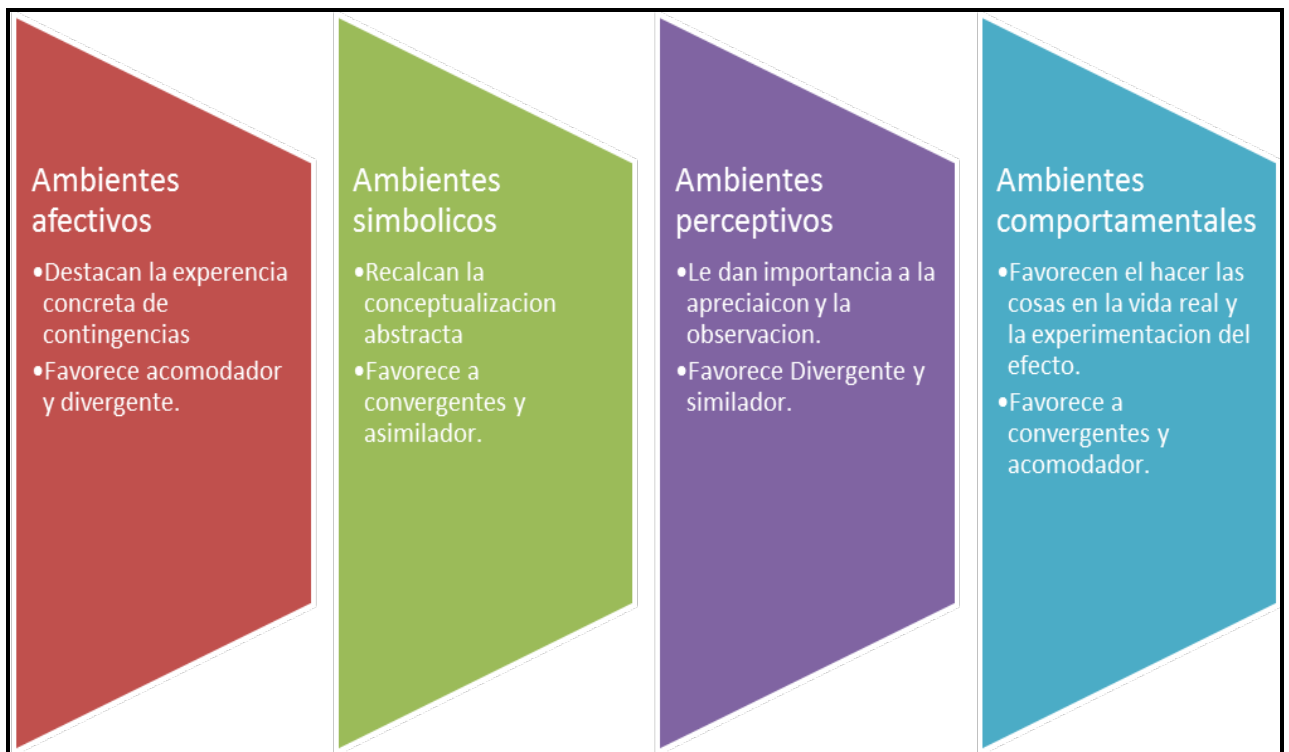 Ambientes
afectivos
•Destacan la experencia
concreta de
contingencias
•Favorece acomodador
y divergente.
Ambientes
simbolicos
•Recalcan la
conceptualizacion
abstracta
•Favorece a
convergentes y
asimilador.
Ambientes
perceptivos
•Le dan importancia a la
apreciaicon y la
observacion.
•Favorece Divergente y
similador.
Ambientes
comportamentales
•Favorecen el hacer las
cosas en la vida real y
la experimentacion del
efecto.
•Favorece a
convergentes y
acomodador.